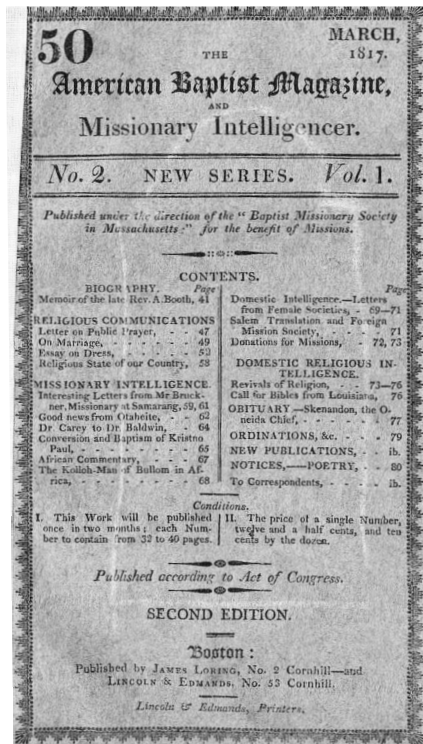 50
MARCH,
1817.
THE
American Baptist Magazine,
AND
Missionary Intelligencer.
No. 2. NEW SERIES. Vol. 1.
Published under the direction of the " Baptist Missionary Society
in Massachusetts:" for the benefit of Missions.
CONTENTS.
BIOGRAPHY. Page
Memoir of the late Rev. A. Booth, 41
RELIGIOUS COMMUNICATIONS
Letter on Public Prayer, - - - 47
On Marriage, - - - - - - 49
Essay on Dress, - - - - - 52
Religious State of our Country, 58
MISSIONARY INTELLIGENCE.
Interesting Letters from Mr Bruck-
ner, Missionary at Samarang, 59, 61
Good news from Otaheite, - - 62
Dr Carey to Dr. Baldwin, - - 64
Conversion and Baptism of Kristno
Paul, - - - - - - - 65
African Commentary, - - - 67
The Kolloh-Man of Bullom in Af-
rica, - - - - - - - 68
Page
Domestic Intelligence.—Letters
from Female Societies, - 69—71
Salem Translation and Foreign
Mission Society, - - - - 71
Donations for Missions, - 72, 73
DOMESTIC RELIGIOUS IN-
TELLIGENCE.
Revivals of Religion, - - 73—76
Call for Bibles from Louisiana, 76
OBITUARY—Skenandon, the O-
neida Chief, - - - - - 77
ORDINATIONS, &c. - - - 79
NEW PUBLICATIONS, - - ib.
NOTICES,——POETRY, - - 80
To Correspondents, - - - - ib.
Conditions.
I. This Work will be published
once in two months; each Num-
ber to contain from 32 to 40 pages.
II. The price of a single Number,
twelve and a half cents, and ten
cents by the dozen.
Published according to Act of Congress.
SECOND EDITION.
Boston:
Published by JAMES LORING, No. 2 Cornhill—and
LINCOLN & EDMANDS, No. 53 Cornhill.
Lincoln & Edmands, Printers.